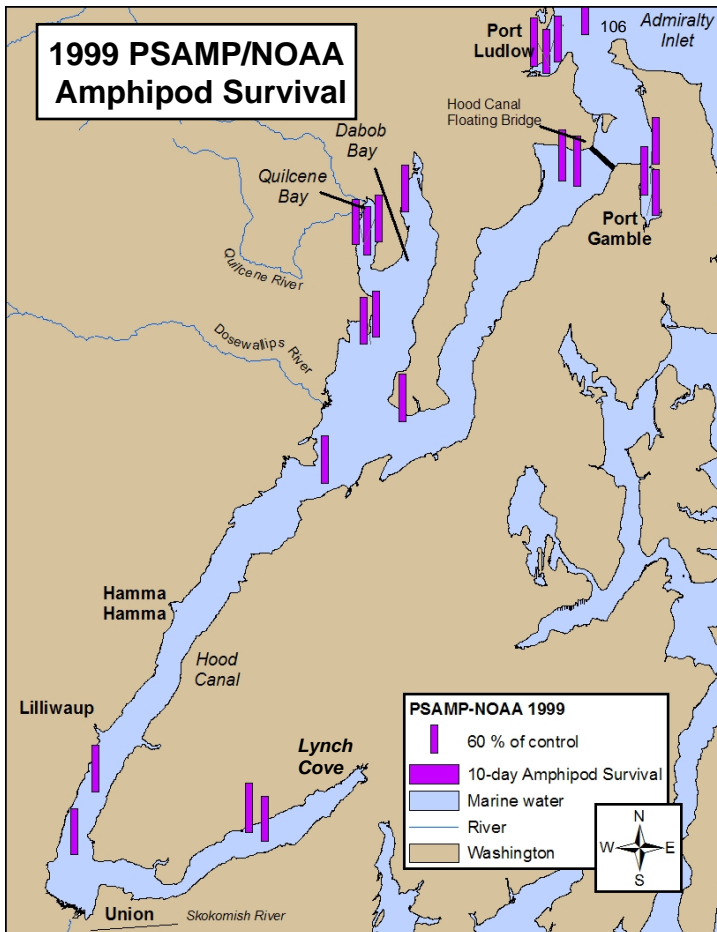 1999 PSAMP/NOAA
Amphipod Survival
Port
Ludlow
106
Admiralty
Inlet
Hood Canal
Floating Bridge
Dabob
Bay
Quilcene
Bay
Port
Gamble
Quilcene River
Dosewallips River
Hamma
Hamma
Hood
Canal
Lilliwaup
Lynch
Cove
Union
Skokomish River
PSAMP-NOAA 1999
60 % of control
10-day Amphipod Survival
Marine water
River
Washington
N
W
E
S